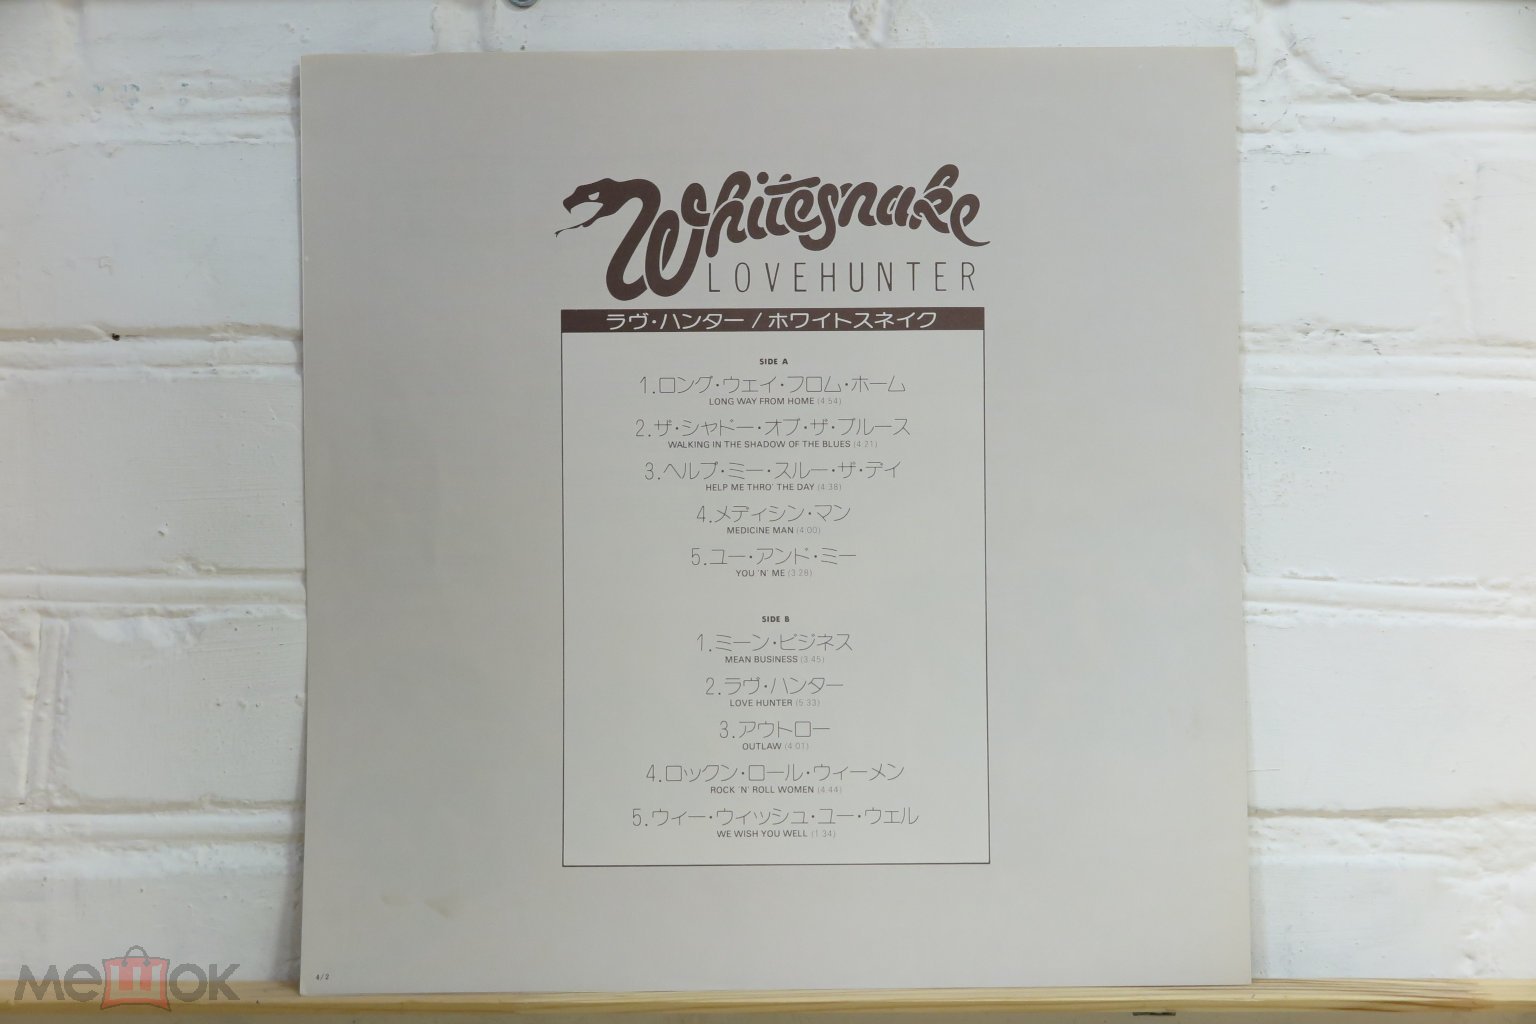 Whitesnake
LOVEHUNTER
ラヴ・ハンター/ホワイトスネイク
SIDE A
1.ロング・ウェイ・フロム・ホーム
LONG WAY FROM HOME (4:54)
2.ザ・シャドー・オブ・ザ・ブルース
WALKING IN THE SHADOW OF THE BLUES (4:21)
3.ヘルプ・ミー・スルー・ザ・デイ
HELP ME THRO' THE DAY (4:38)
4.メディシン・マン
MEDICINE MAN (4:00)
5.ユー・アンド・ミー
YOU 'N' ME (3:28)
SIDE B
1.ミーン・ビジネス
MEAN BUSINESS (3:45)
2.ラヴ・ハンター
LOVE HUNTER (5:33)
3.アウトロー
OUTLAW (4:01)
4.ロックン・ロール・ウィーメン
ROCK 'N' ROLL WOMEN (4:44)
5.ウィー・ウィッシュ・ユー・ウェル
WE WISH YOU WELL (1:34)
4/2
мешок